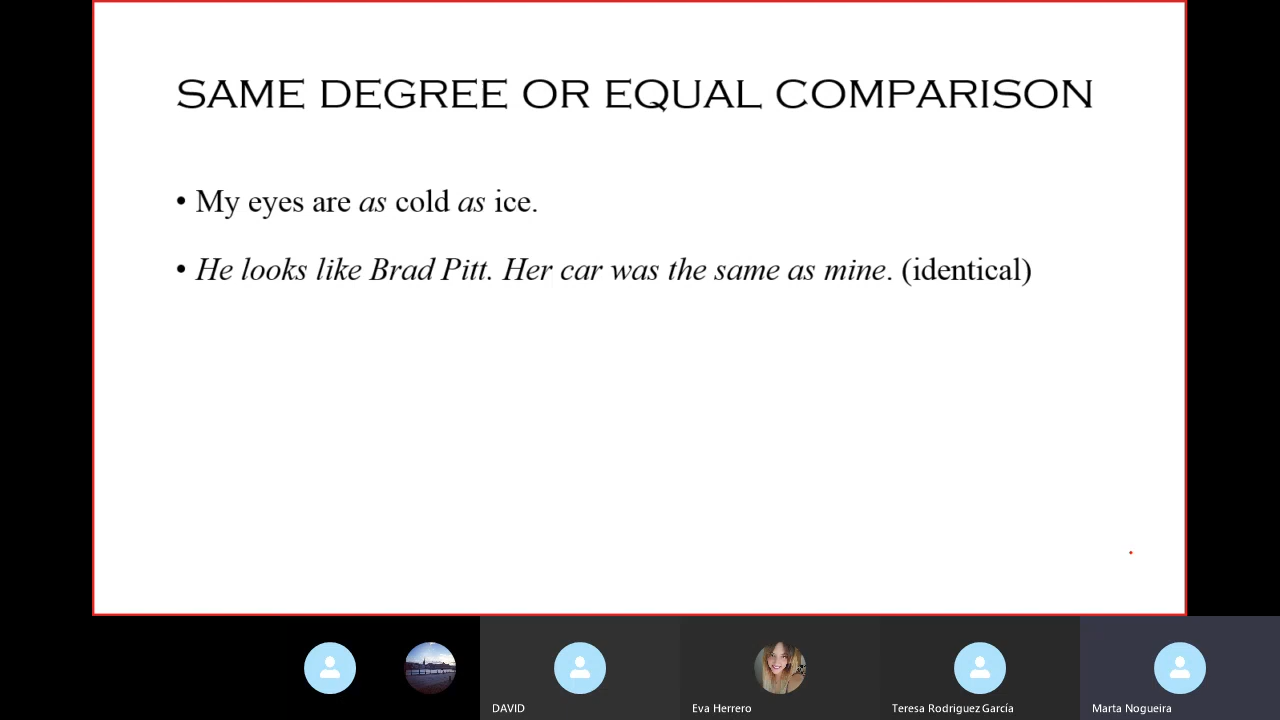 SAME DEGREE OR EQUAL COMPARISON
• My eyes are as cold as ice.
• He looks like Brad Pitt. Her car was the same as mine. (identical)
DAVID
Eva Herrero
Teresa Rodriguez García
Marta Nogueira